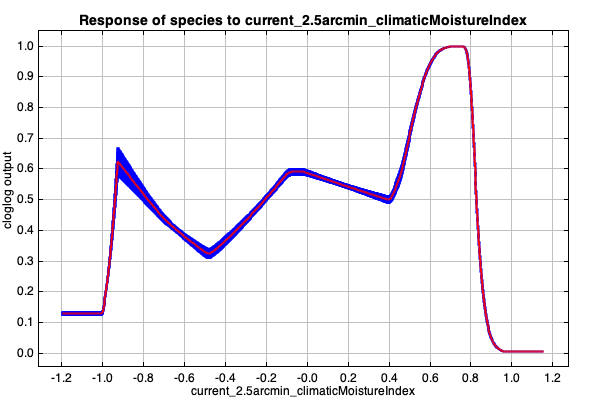 Response of species to current_2.5arcmin_climaticMoistureIndex
cloglog output
1.0
0.9
0.8
0.7
0.6
0.5
0.4
0.3
0.2
0.1
0.0
-1.2 -1.0 -0.8 -0.6 -0.4 -0.2 -0.0 0.2 0.4 0.6 0.8 1.0 1.2
current_2.5arcmin_climaticMoistureIndex